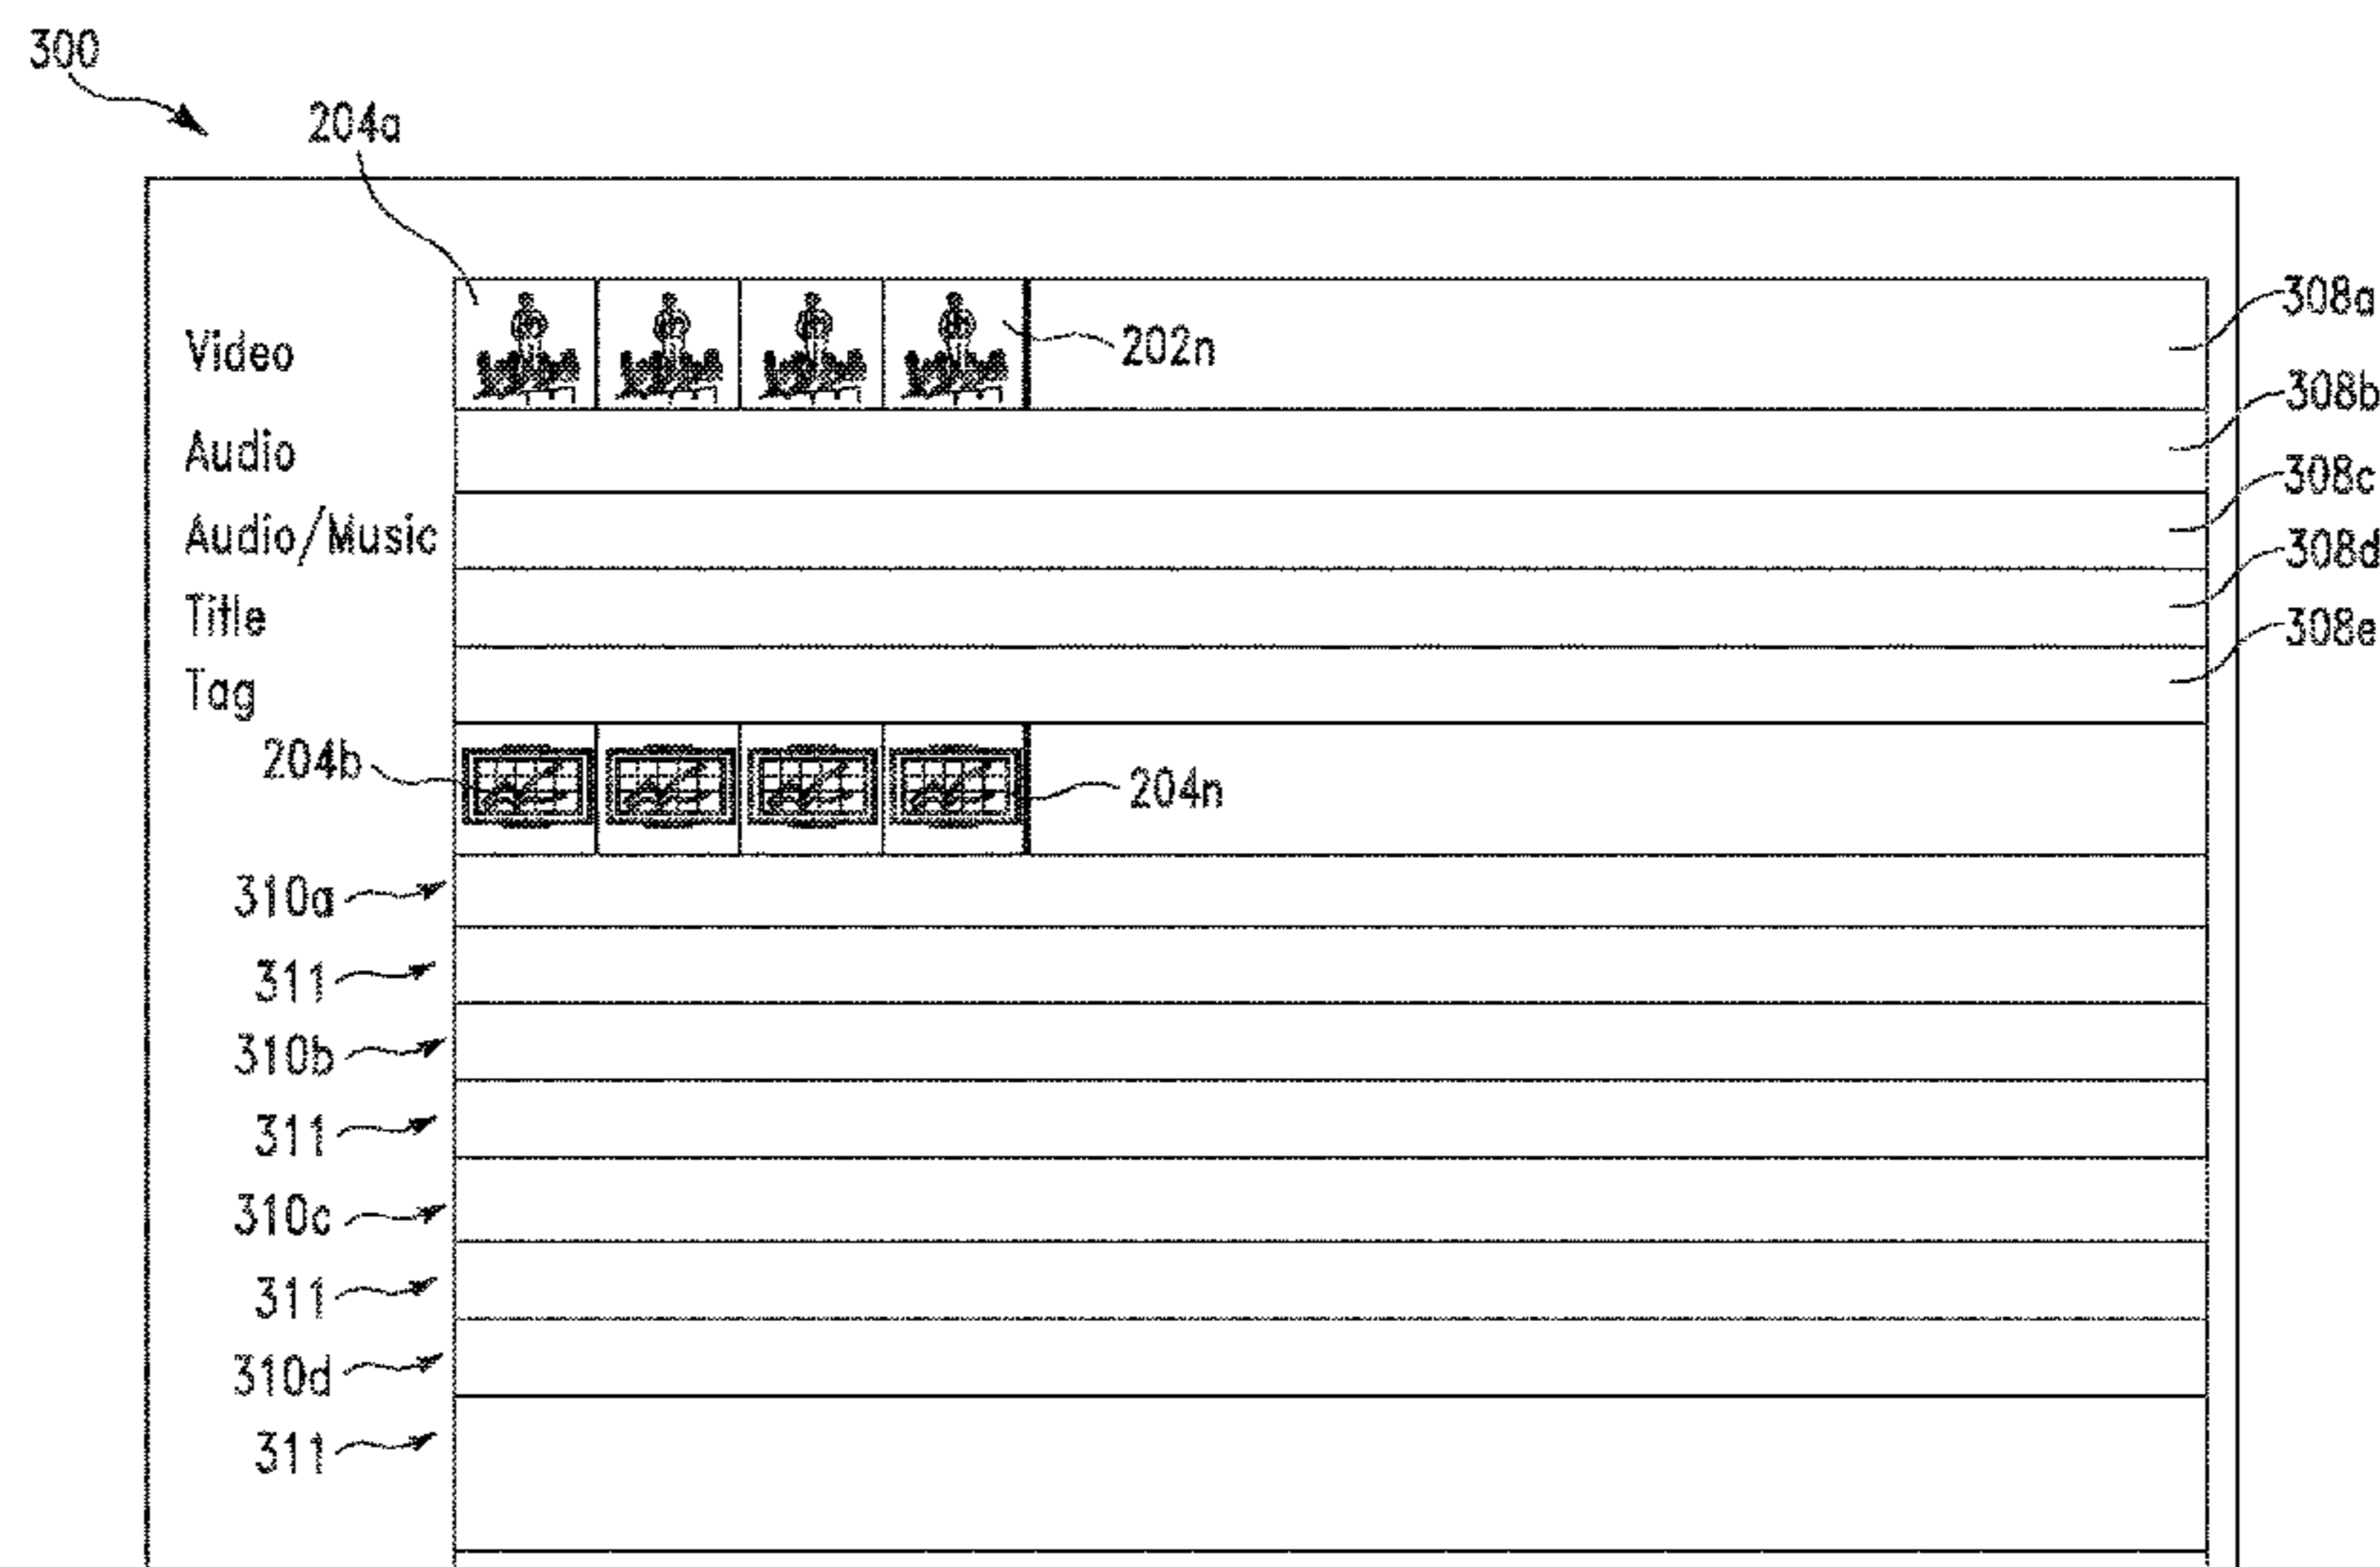 300
204a
308a
Video
202n
308b
Audio
308c
Audio/Music
308d
Title
308e
Tag
204b
204n
310a
311
310b
311
310c
311
310d
311